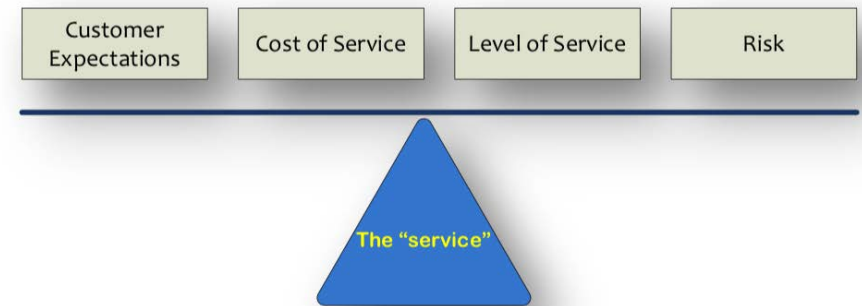 Customer
Expectations
Cost of Service
Level of Service
Risk
The “service”